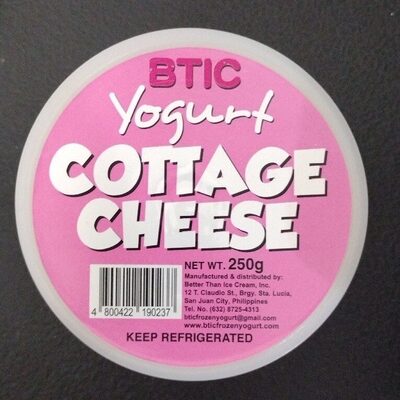 BTIC
Yogurt
COTTAGE
CHEESE
NET WT. 250g
Manufactured & distributed by:
Better Than Ice Cream, Inc.
12 T. Claudio St., Brgy. Sta. Lucia,
San Juan City, Philippines
Tel. No. (632) 8725-4313
bticfrozenyogurt@gmail.com
www.bticfrozenyogurt.com
4 800422 190237
KEEP REFRIGERATED